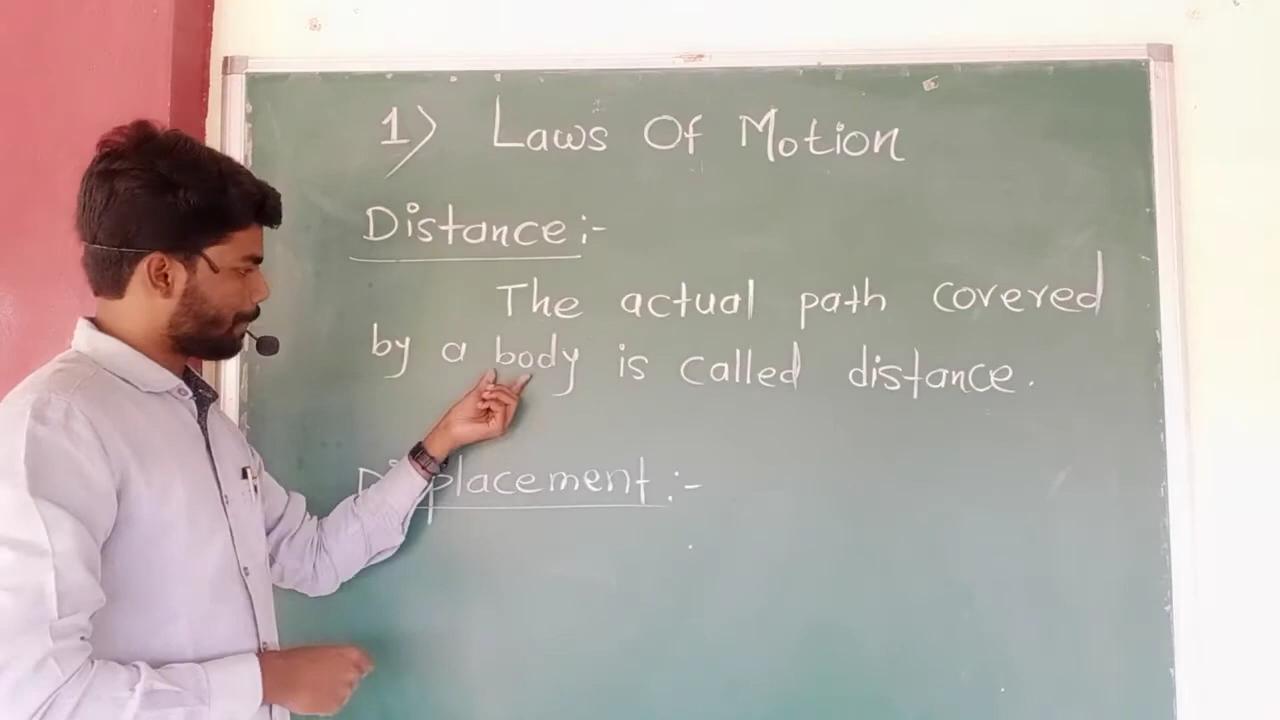 1) Laws Of Motion
Distance:-
The actual path covered
by a body is called distance.
Displacement:-